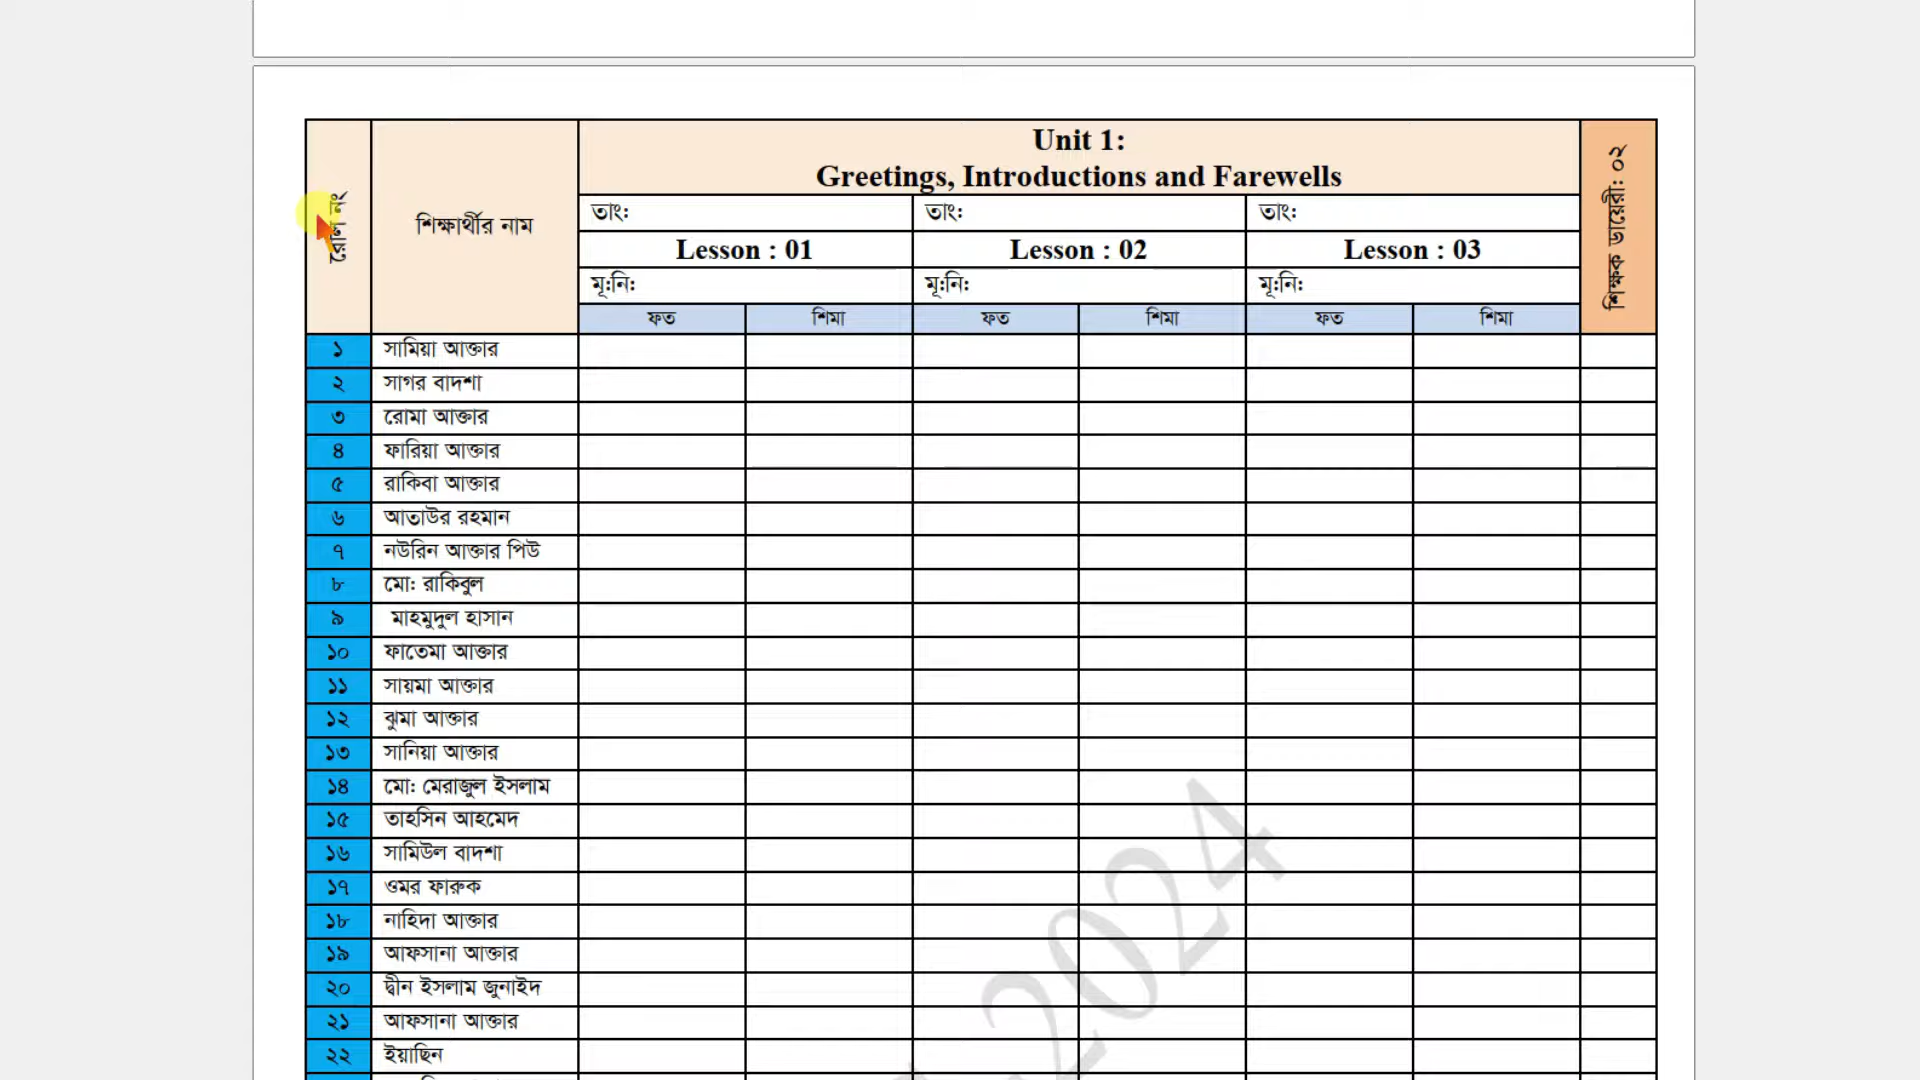 রোল নং
শিক্ষার্থীর নাম
Unit 1:
Greetings, Introductions and Farewells
শিক্ষক ডায়েরী: ০২
তাং: তাং: তাং:
Lesson : 01 Lesson : 02 Lesson : 03
মূ:নি: মূ:নি: মূ:নি:
ফত শিমা ফত শিমা ফত শিমা
১ সামিয়া আক্তার
২ সাগর বাদশা
৩ রোমা আক্তার
৪ ফারিয়া আক্তার
৫ রাকিবা আক্তার
৬ আতাউর রহমান
৭ নউরিন আক্তার পিউ
৮ মো: রাকিবুল
৯ মাহমুদুল হাসান
১০ ফাতেমা আক্তার
১১ সায়মা আক্তার
১২ ঝুমা আক্তার
১৩ সানিয়া আক্তার
১৪ মো: মেরাজুল ইসলাম
১৫ তাহসিন আহমেদ
১৬ সামিউল বাদশা
১৭ ওমর ফারুক
১৮ নাহিদা আক্তার
১৯ আফসানা আক্তার
২০ দ্বীন ইসলাম জুনাইদ
২১ আফসানা আক্তার
২২ ইয়াছিন
2024